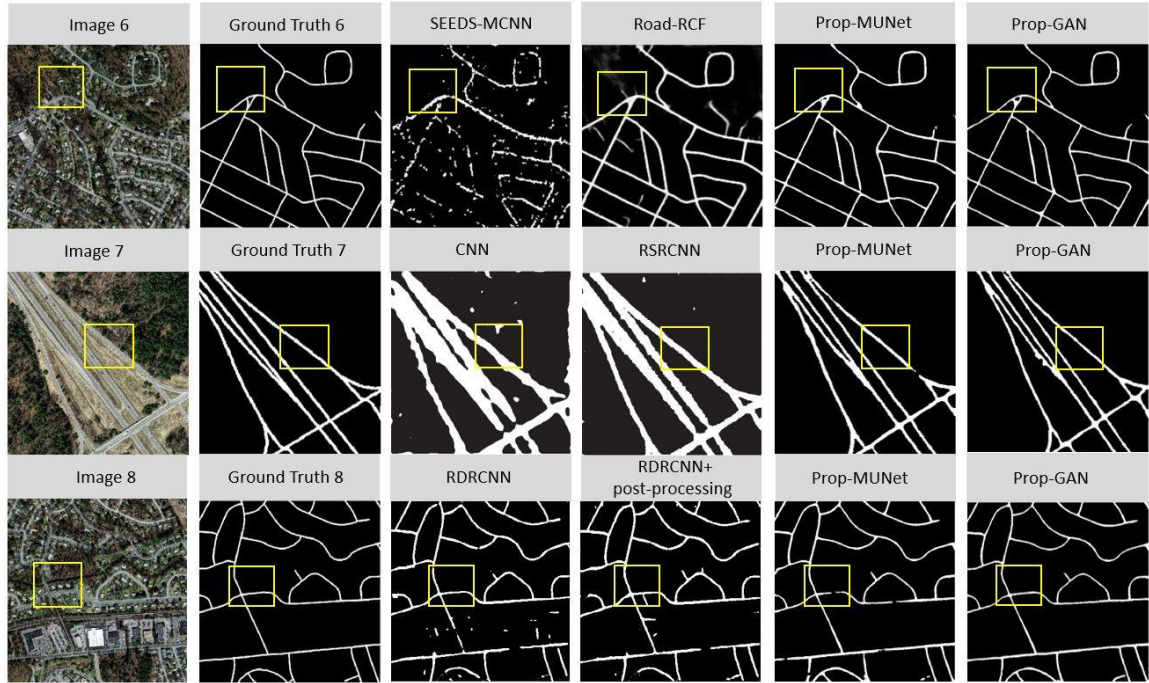 Image 6
Ground Truth 6
SEEDS-MCNN
Road-RCF
Prop-MUNet
Prop-GAN
Image 7
Ground Truth 7
CNN
RSRCNN
Prop-MUNet
Prop-GAN
Image 8
Ground Truth 8
RDRCNN
RDRCNN+
post-processing
Prop-MUNet
Prop-GAN